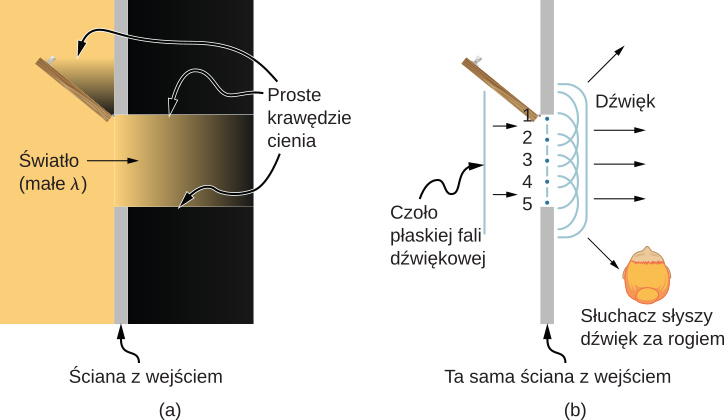 Proste
krawędzie
cienia
Światło
(małe λ)
Ściana z wejściem
(a)
Dźwięk
1
2
3
4
5
Czoło
płaskiej fali
dźwiękowej
Słuchacz słyszy
dźwięk za rogiem
Ta sama ściana z wejściem
(b)